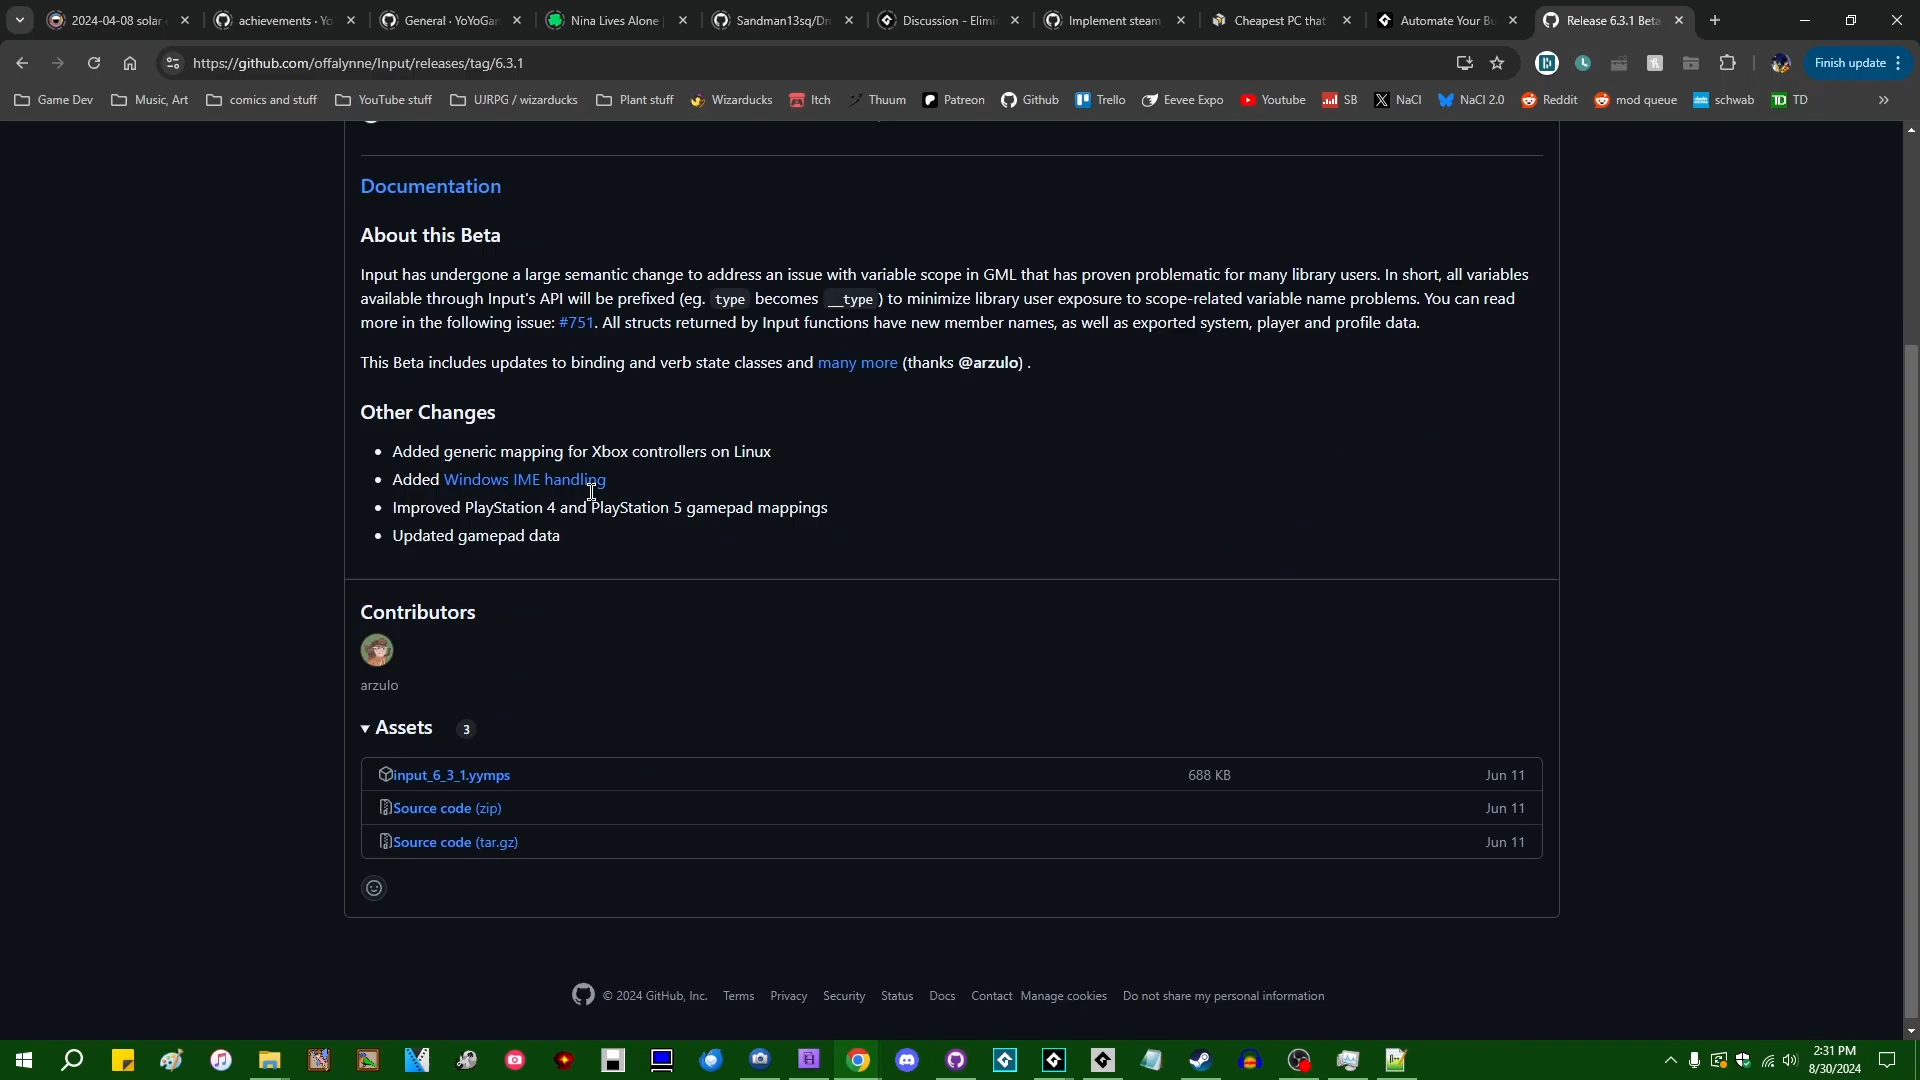 2024-04-08 solar
achievements · Yo
General · YoYoGan
Nina Lives Alone
Sandman13sq/Dn
Discussion - Elimin
Implement steam
Cheapest PC that
Automate Your Bu
Release 6.3.1 Beta
https://github.com/offalynne/Input/releases/tag/6.3.1
Finish update
Game Dev
Music, Art
comics and stuff
YouTube stuff
UJRPG / wizarducks
Plant stuff
Wizarducks
Itch
Thuum
Patreon
Github
Trello
Eevee Expo
Youtube
SB
NaCl
NaCl 2.0
Reddit
mod queue
schwab
TD
Documentation
About this Beta
Input has undergone a large semantic change to address an issue with variable scope in GML that has proven problematic for many library users. In short, all variables
available through Input's API will be prefixed (eg. type becomes __type) to minimize library user exposure to scope-related variable name problems. You can read
more in the following issue: #751. All structs returned by Input functions have new member names, as well as exported system, player and profile data.
This Beta includes updates to binding and verb state classes and many more (thanks @arzulo) .
Other Changes
• Added generic mapping for Xbox controllers on Linux
• Added Windows IME handling
• Improved PlayStation 4 and PlayStation 5 gamepad mappings
• Updated gamepad data
Contributors
arzulo
Assets 3
input_6_3_1.yymps 688 KB Jun 11
Source code (zip) Jun 11
Source code (tar.gz) Jun 11
© 2024 GitHub, Inc. Terms Privacy Security Status Docs Contact Manage cookies Do not share my personal information
2:31 PM
8/30/2024